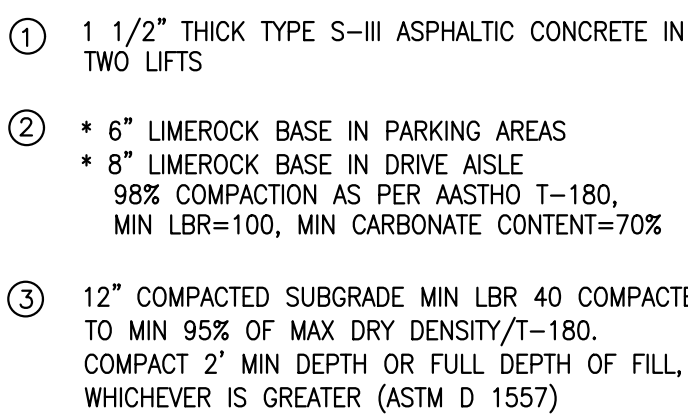 ① 1 1/2" THICK TYPE S-III ASPHALTIC CONCRETE IN
TWO LIFTS
② * 6" LIMEROCK BASE IN PARKING AREAS
* 8" LIMEROCK BASE IN DRIVE AISLE
98% COMPACTION AS PER AASTHO T-180,
MIN LBR=100, MIN CARBONATE CONTENT=70%
③ 12" COMPACTED SUBGRADE MIN LBR 40 COMPACTE
TO MIN 95% OF MAX DRY DENSITY/T-180.
COMPACT 2' MIN DEPTH OR FULL DEPTH OF FILL,
WHICHEVER IS GREATER (ASTM D 1557)